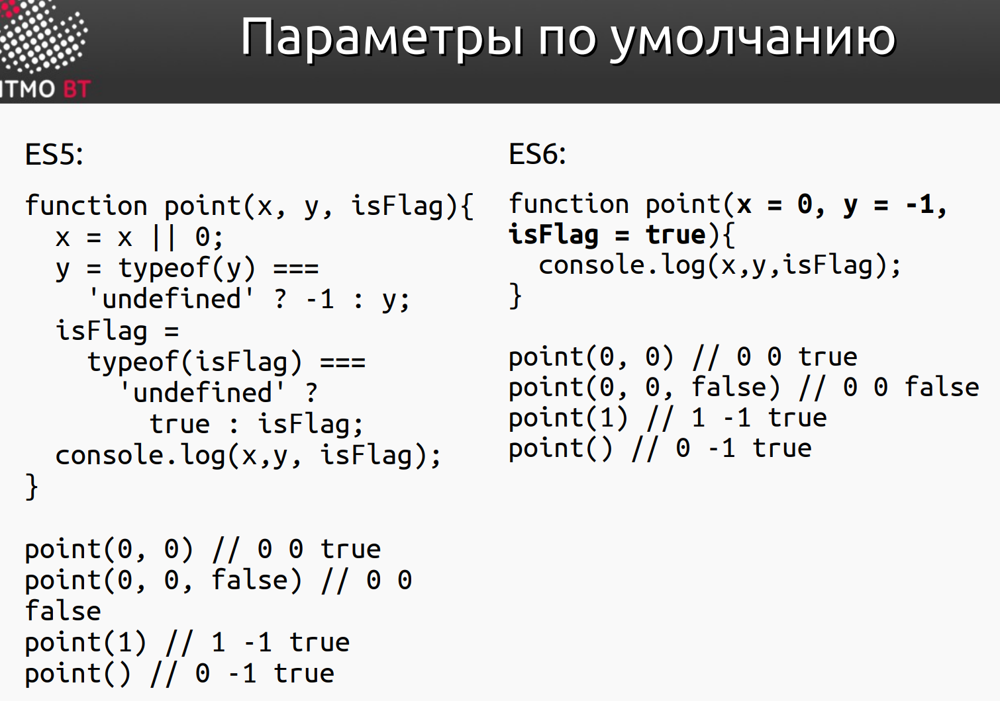 Параметры по умолчанию
ITMO ВТ
ES5:
function point(x, y, isFlag){
  x = x || 0;
  y = typeof(y) ===
    'undefined' ? -1 : y;
  isFlag =
    typeof(isFlag) ===
      'undefined' ?
        true : isFlag;
  console.log(x,y, isFlag);
}
point(0, 0) // 0 0 true
point(0, 0, false) // 0 0
false
point(1) // 1 -1 true
point() // 0 -1 true
ES6:
function point(x = 0, y = -1,
isFlag = true){
  console.log(x,y,isFlag);
}
point(0, 0) // 0 0 true
point(0, 0, false) // 0 0 false
point(1) // 1 -1 true
point() // 0 -1 true